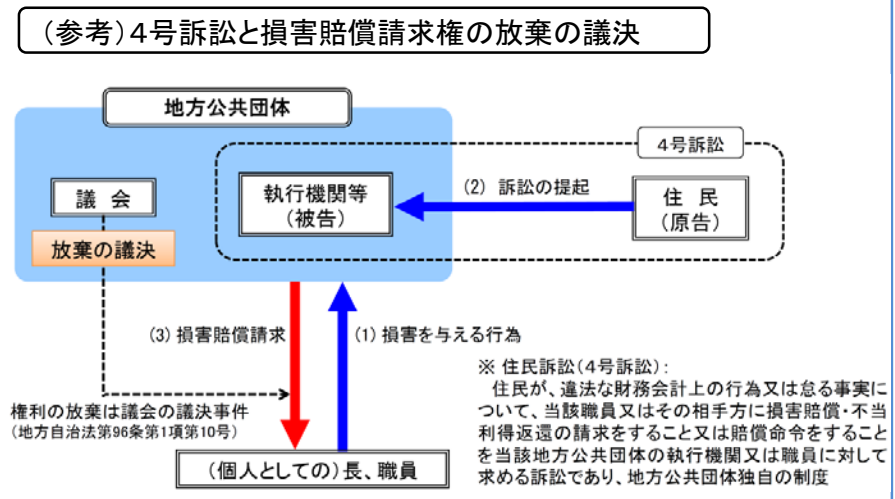 (参考)４号訴訟と損害賠償請求権の放棄の議決
地方公共団体
４号訴訟
議　会
執行機関等
(被告)
(2) 訴訟の提起
住　民
(原告)
放棄の議決
(3) 損害賠償請求
(1) 損害を与える行為
権利の放棄は議会の議決事件
(地方自治法第96条第1項第10号)
(個人としての)長、職員
※ 住民訴訟(４号訴訟)：
住民が、違法な財務会計上の行為又は怠る事実に
ついて、当該職員又はその相手方に損害賠償・不当
利得返還の請求をすること又は賠償命令をすること
を当該地方公共団体の執行機関又は職員に対して
求める訴訟であり、地方公共団体独自の制度